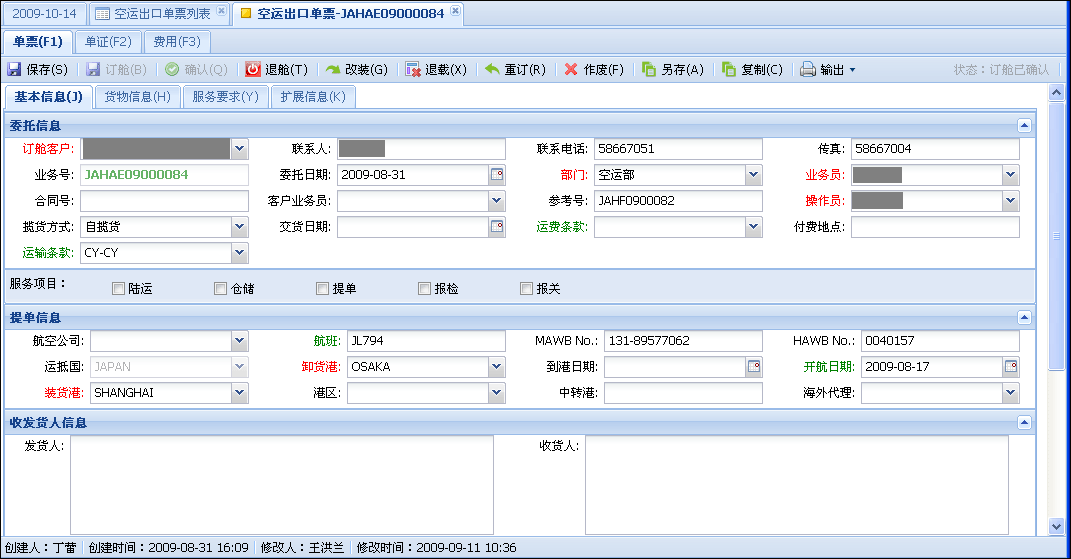 2009-10-14 空运出口单票列表 空运出口单票-JAHAE09000084
单票(F1) 单证(F2) 费用(F3)
保存(S) 订舱(B) 确认(Q) 退舱(T) 改装(G) 退载(X) 重订(R) 作废(F) 另存(A) 复制(C) 输出 状态：订舱已确认
基本信息(J) 货物信息(H) 服务要求(Y) 扩展信息(K)
委托信息
订舱客户: 联系人: 联系电话: 58667051 传真: 58667004
业务号: JAHAE09000084 委托日期: 2009-08-31 部门: 空运部 业务员:
合同号: 客户业务员: 参考号: JAHF0900082 操作员:
揽货方式: 自揽货 交货日期: 运费条款: 付费地点:
运输条款: CY-CY
服务项目： 陆运 仓储 提单 报检 报关
提单信息
航空公司: 航班: JL794 MAWB No.: 131-89577062 HAWB No.: 0040157
运抵国: JAPAN 卸货港: OSAKA 到港日期: 开航日期: 2009-08-17
装货港: SHANGHAI 港区: 中转港: 海外代理:
收发货人信息
发货人: 收货人:
创建人：丁蕾 创建时间：2009-08-31 16:09 修改人：王洪兰 修改时间：2009-09-11 10:36